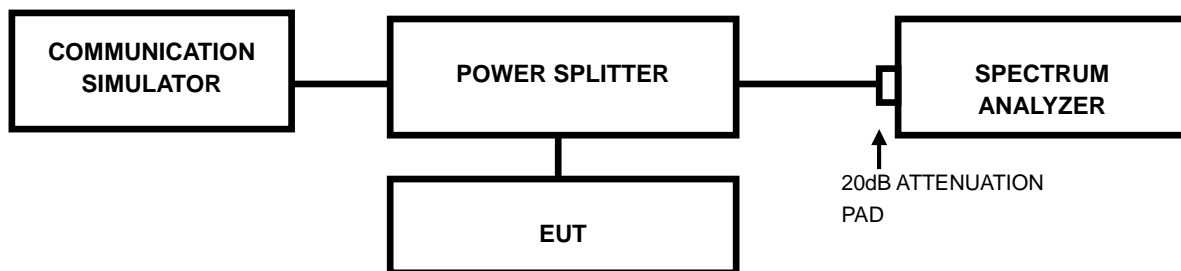 COMMUNICATION
SIMULATOR
POWER SPLITTER
SPECTRUM
ANALYZER
20dB ATTENUATION
PAD
EUT